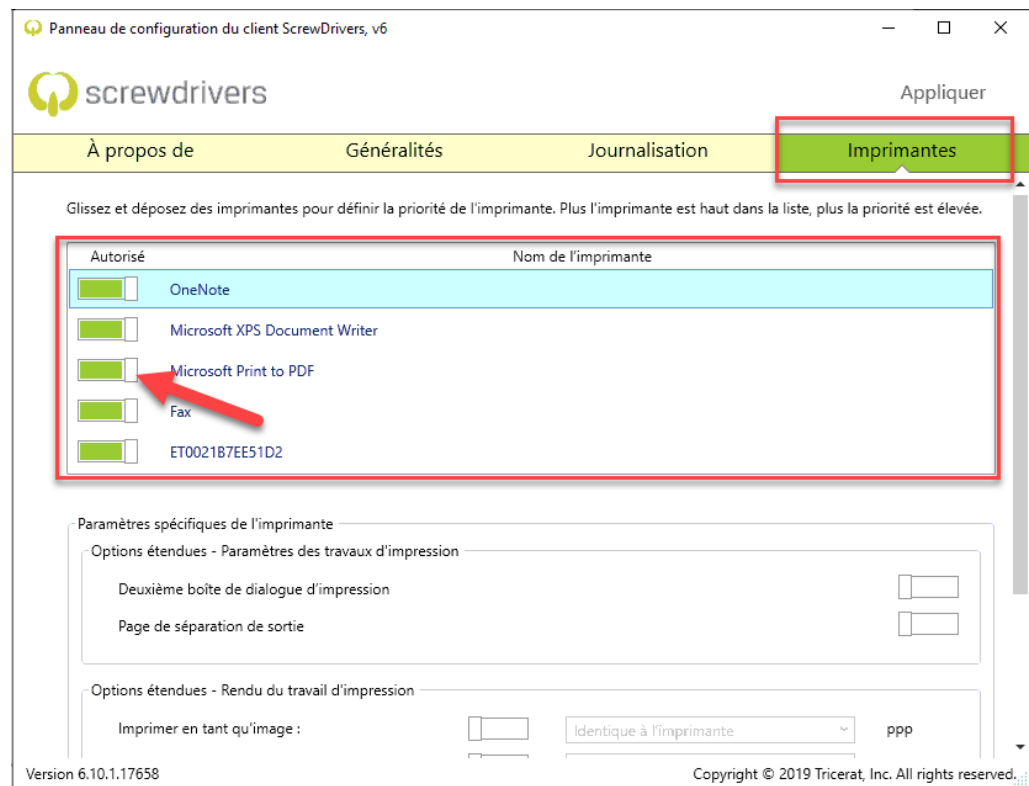 Panneau de configuration du client ScrewDrivers, v6
screwdrivers
Appliquer
À propos de
Généralités
Journalisation
Imprimantes
Glissez et déposez des imprimantes pour définir la priorité de l'imprimante. Plus l'imprimante est haut dans la liste, plus la priorité est élevée.
Autorisé
Nom de l'imprimante
OneNote
Microsoft XPS Document Writer
Microsoft Print to PDF
Fax
ET0021B7EE51D2
Paramètres spécifiques de l'imprimante
Options étendues - Paramètres des travaux d'impression
Deuxième boîte de dialogue d'impression
Page de séparation de sortie
Options étendues - Rendu du travail d'impression
Imprimer en tant qu'image :
Identique à l'imprimante
ppp
Version 6.10.1.17658
Copyright © 2019 Tricerat, Inc. All rights reserved.